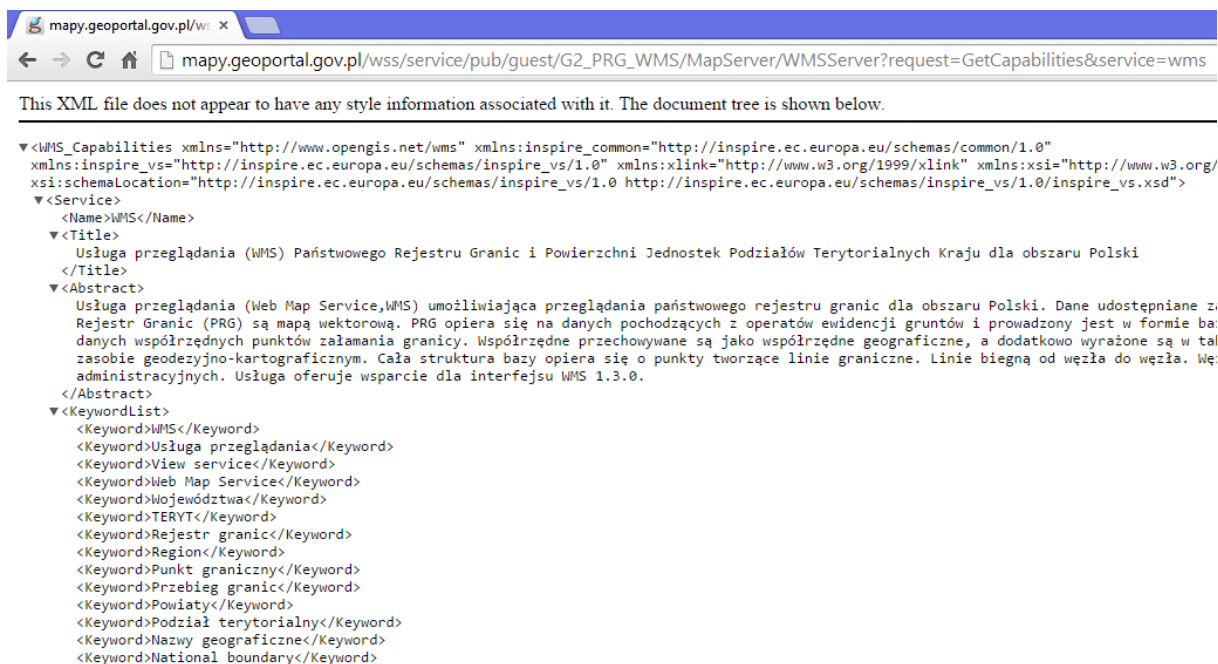 mapy.geoportal.gov.pl/ws
mapy.geoportal.gov.pl/wss/service/pub/guest/G2_PRG_WMS/MapServer/WMSServer?request=GetCapabilities&service=wms
This XML file does not appear to have any style information associated with it. The document tree is shown below.
▼<WMS_Capabilities xmlns="http://www.opengis.net/wms" xmlns:inspire_common="http://inspire.ec.europa.eu/schemas/common/1.0"
xmlns:inspire_vs="http://inspire.ec.europa.eu/schemas/inspire_vs/1.0" xmlns:xlink="http://www.w3.org/1999/xlink" xmlns:xsi="http://www.w3.org/
xsi:schemaLocation="http://inspire.ec.europa.eu/schemas/inspire_vs/1.0 http://inspire.ec.europa.eu/schemas/inspire_vs/1.0/inspire_vs.xsd">
▼<Service>
<Name>WMS</Name>
▼<Title>
Usługa przeglądania (WMS) Państwowego Rejestru Granic i Powierzchni Jednostek Podziałów Terytorialnych Kraju dla obszaru Polski
</Title>
▼<Abstract>
Usługa przeglądania (Web Map Service,WMS) umożliwiająca przeglądania państwowego rejestru granic dla obszaru Polski. Dane udostępniane za
Rejestr Granic (PRG) są mapą wektorową. PRG opiera się na danych pochodzących z operatów ewidencji gruntów i prowadzony jest w formie baz
danych współrzędnych punktów załamania granicy. Współrzędne przechowywane są jako współrzędne geograficzne, a dodatkowo wyrażone są w tak
zasobie geodezyjno-kartograficznym. Cała struktura bazy opiera się o punkty tworzące linie graniczne. Linie biegną od węzła do węzła. Wę
administracyjnych. Usługa oferuje wsparcie dla interfejsu WMS 1.3.0.
</Abstract>
▼<KeywordList>
<Keyword>WMS</Keyword>
<Keyword>Usługa przeglądania</Keyword>
<Keyword>View service</Keyword>
<Keyword>Web Map Service</Keyword>
<Keyword>Województwa</Keyword>
<Keyword>TERYT</Keyword>
<Keyword>Rejestr granic</Keyword>
<Keyword>Region</Keyword>
<Keyword>Punkt graniczny</Keyword>
<Keyword>Przebieg granic</Keyword>
<Keyword>Powiaty</Keyword>
<Keyword>Podział terytorialny</Keyword>
<Keyword>Nazwy geograficzne</Keyword>
<Keyword>National boundary</Keyword>